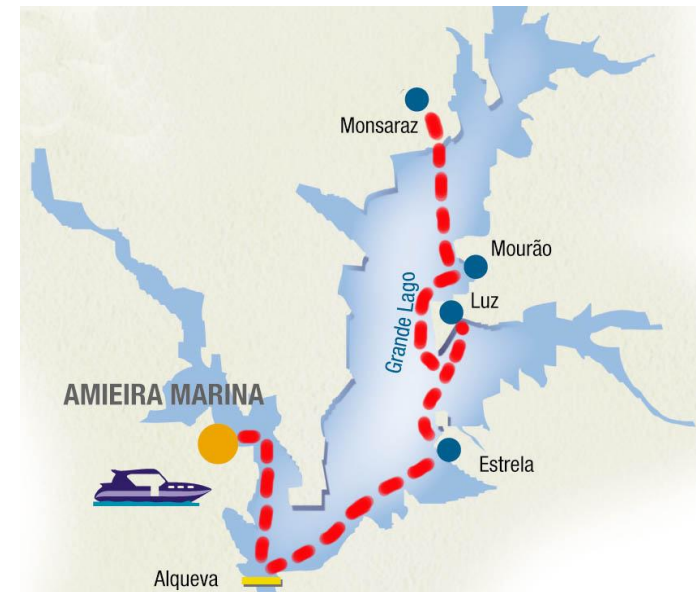 Monsaraz
Mourão
Luz
Grande Lago
AMIEIRA MARINA
Estrela
Alqueva